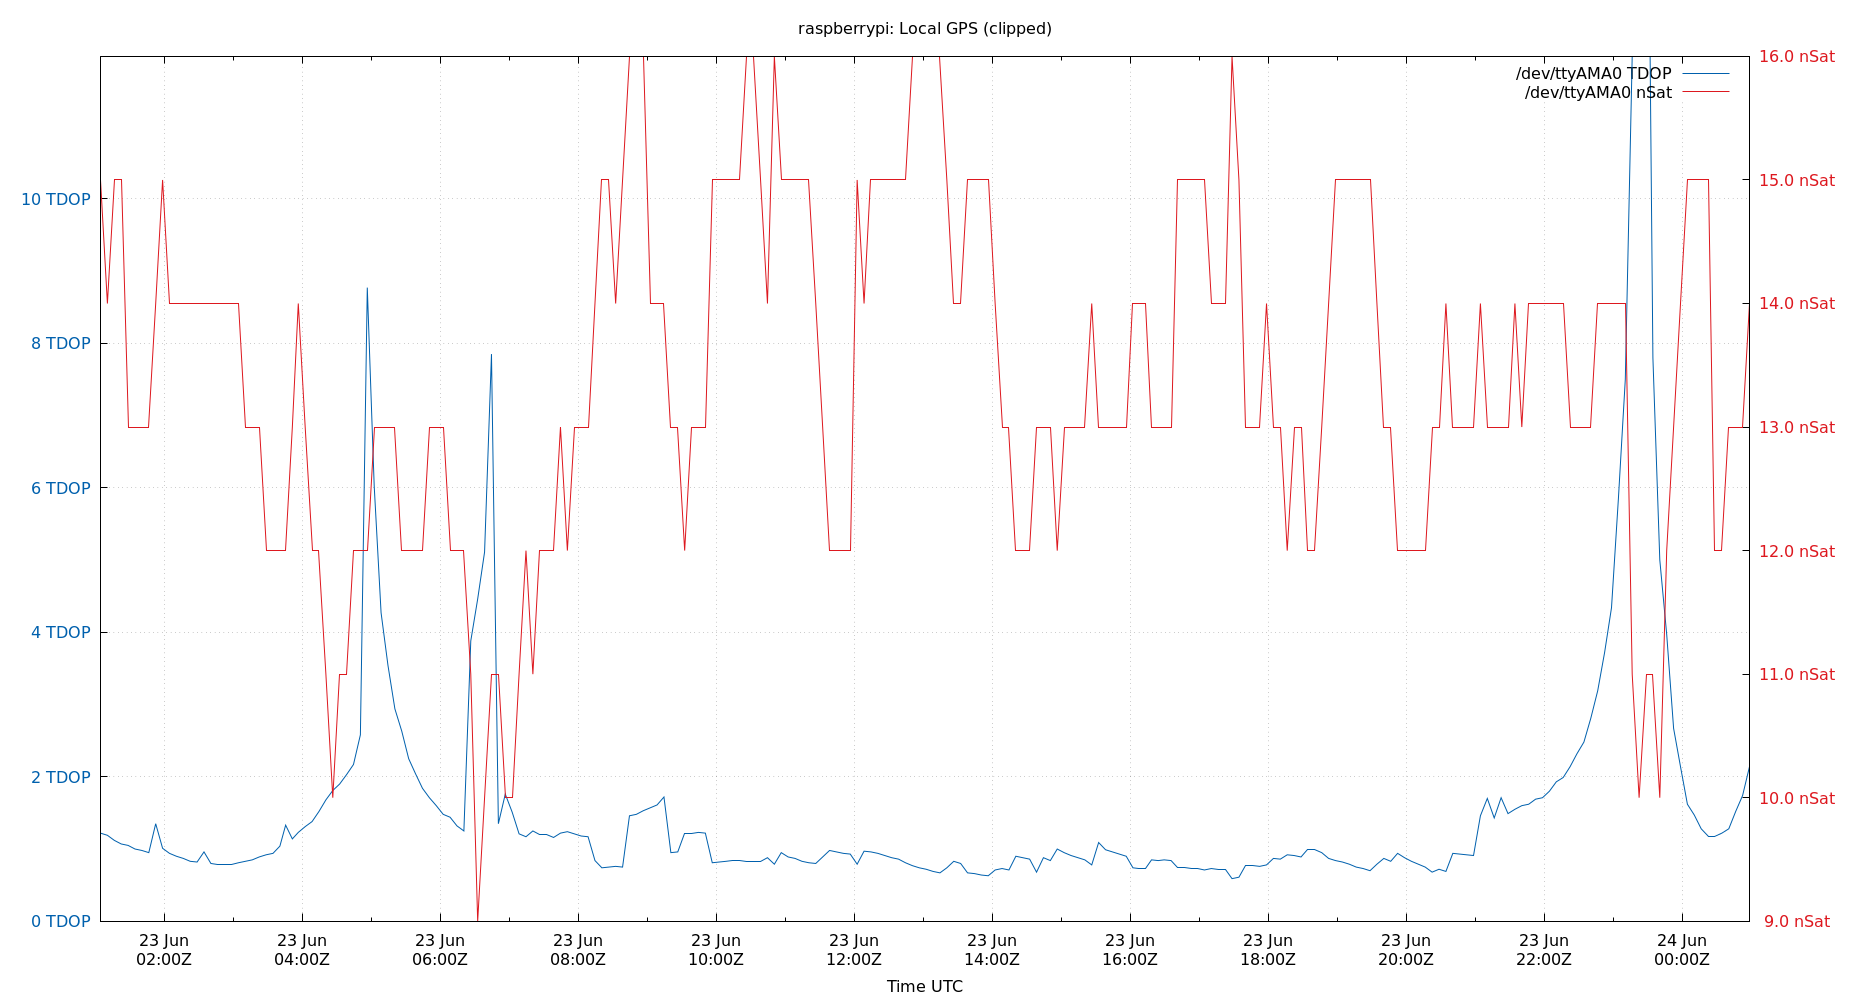 raspberrypi: Local GPS (clipped)
16.0 nSat
/dev/ttyAMA0 TDOP
/dev/ttyAMA0 nSat
10 TDOP
15.0 nSat
14.0 nSat
8 TDOP
13.0 nSat
6 TDOP
12.0 nSat
4 TDOP
11.0 nSat
2 TDOP
10.0 nSat
0 TDOP
9.0 nSat
23 Jun 23 Jun 23 Jun 23 Jun 23 Jun 23 Jun 23 Jun 23 Jun 23 Jun 23 Jun 23 Jun 24 Jun
02:00Z 04:00Z 06:00Z 08:00Z 10:00Z 12:00Z 14:00Z 16:00Z 18:00Z 20:00Z 22:00Z 00:00Z
Time UTC